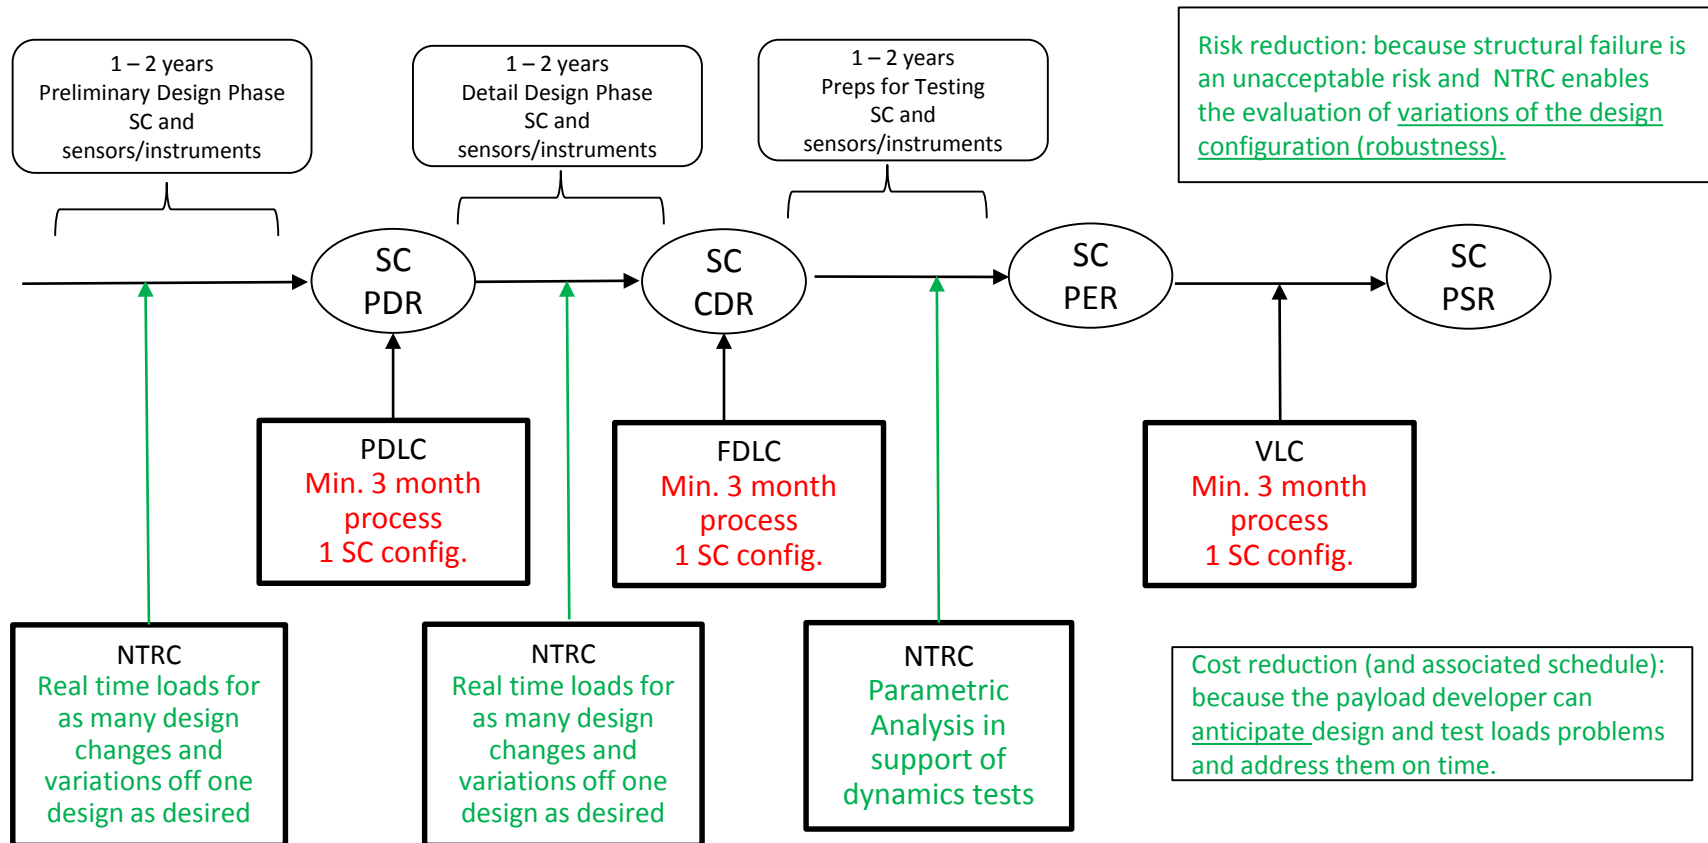 1 – 2 years
Preliminary Design Phase
SC and
sensors/instruments
1 – 2 years
Detail Design Phase
SC and
sensors/instruments
1 – 2 years
Preps for Testing
SC and
sensors/instruments
Risk reduction: because structural failure is
an unacceptable risk and NTRC enables
the evaluation of variations of the design
configuration (robustness).
SC
PDR
SC
CDR
SC
PER
SC
PSR
PDLC
Min. 3 month
process
1 SC config.
FDLC
Min. 3 month
process
1 SC config.
VLC
Min. 3 month
process
1 SC config.
NTRC
Real time loads for
as many design
changes and
variations off one
design as desired
NTRC
Real time loads for
as many design
changes and
variations off one
design as desired
NTRC
Parametric
Analysis in
support of
dynamics tests
Cost reduction (and associated schedule):
because the payload developer can
anticipate design and test loads problems
and address them on time.